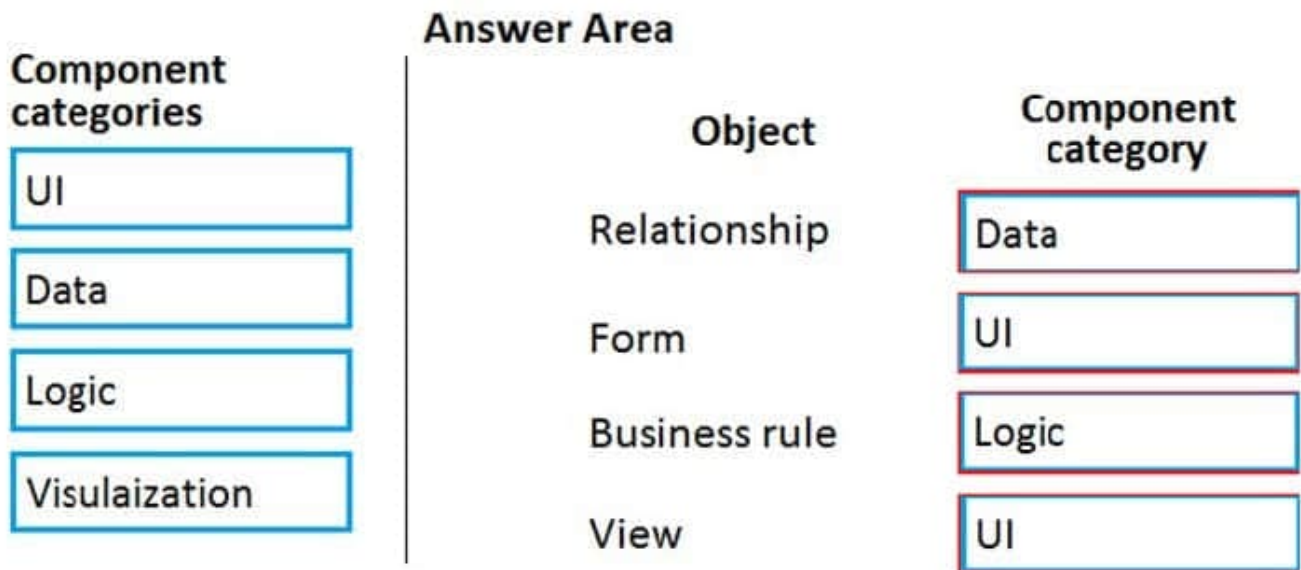 Answer Area
Component
categories
UI
Data
Logic
Visulaization
Object
Component
category
Relationship
Data
Form
UI
Business rule
Logic
View
UI